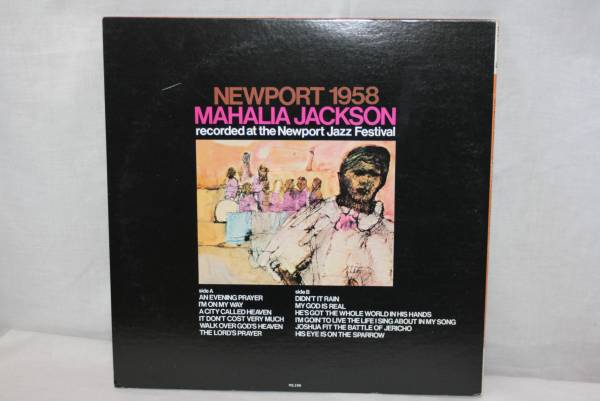 NEWPORT 1958
MAHALIA JACKSON
recorded at the Newport Jazz Festival
side A
AN EVENING PRAYER
I'M ON MY WAY
A CITY CALLED HEAVEN
IT DON'T COST VERY MUCH
WALK OVER GOD'S HEAVEN
THE LORD'S PRAYER
side B
DIDN'T IT RAIN
MY GOD IS REAL
HE'S GOT THE WHOLE WORLD IN HIS HANDS
I'M GOIN' TO LIVE THE LIFE I SING ABOUT IN MY SONG
JOSHUA FIT THE BATTLE OF JERICHO
HIS EYE IS ON THE SPARROW